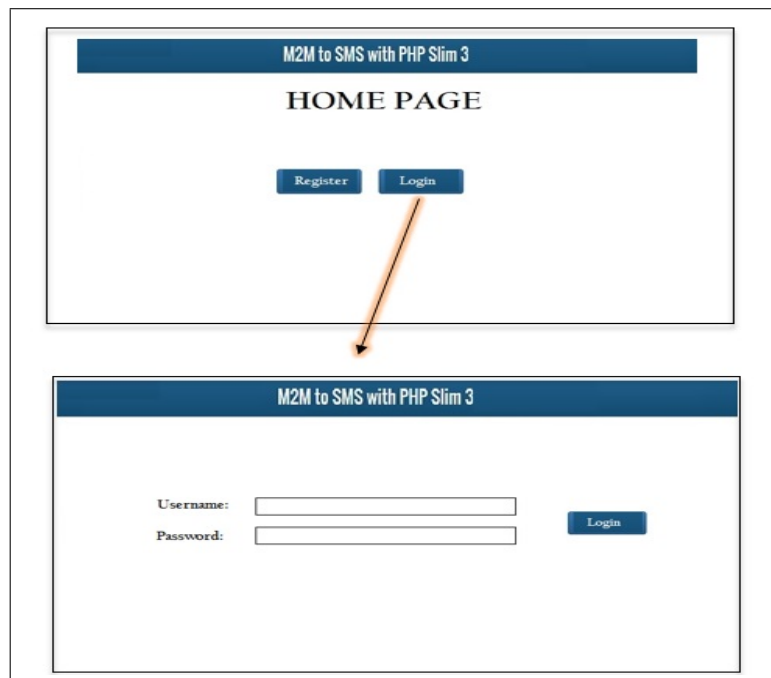 M2M to SMS with PHP Slim 3
HOME PAGE
Register Login
M2M to SMS with PHP Slim 3
Username:
Login
Password: